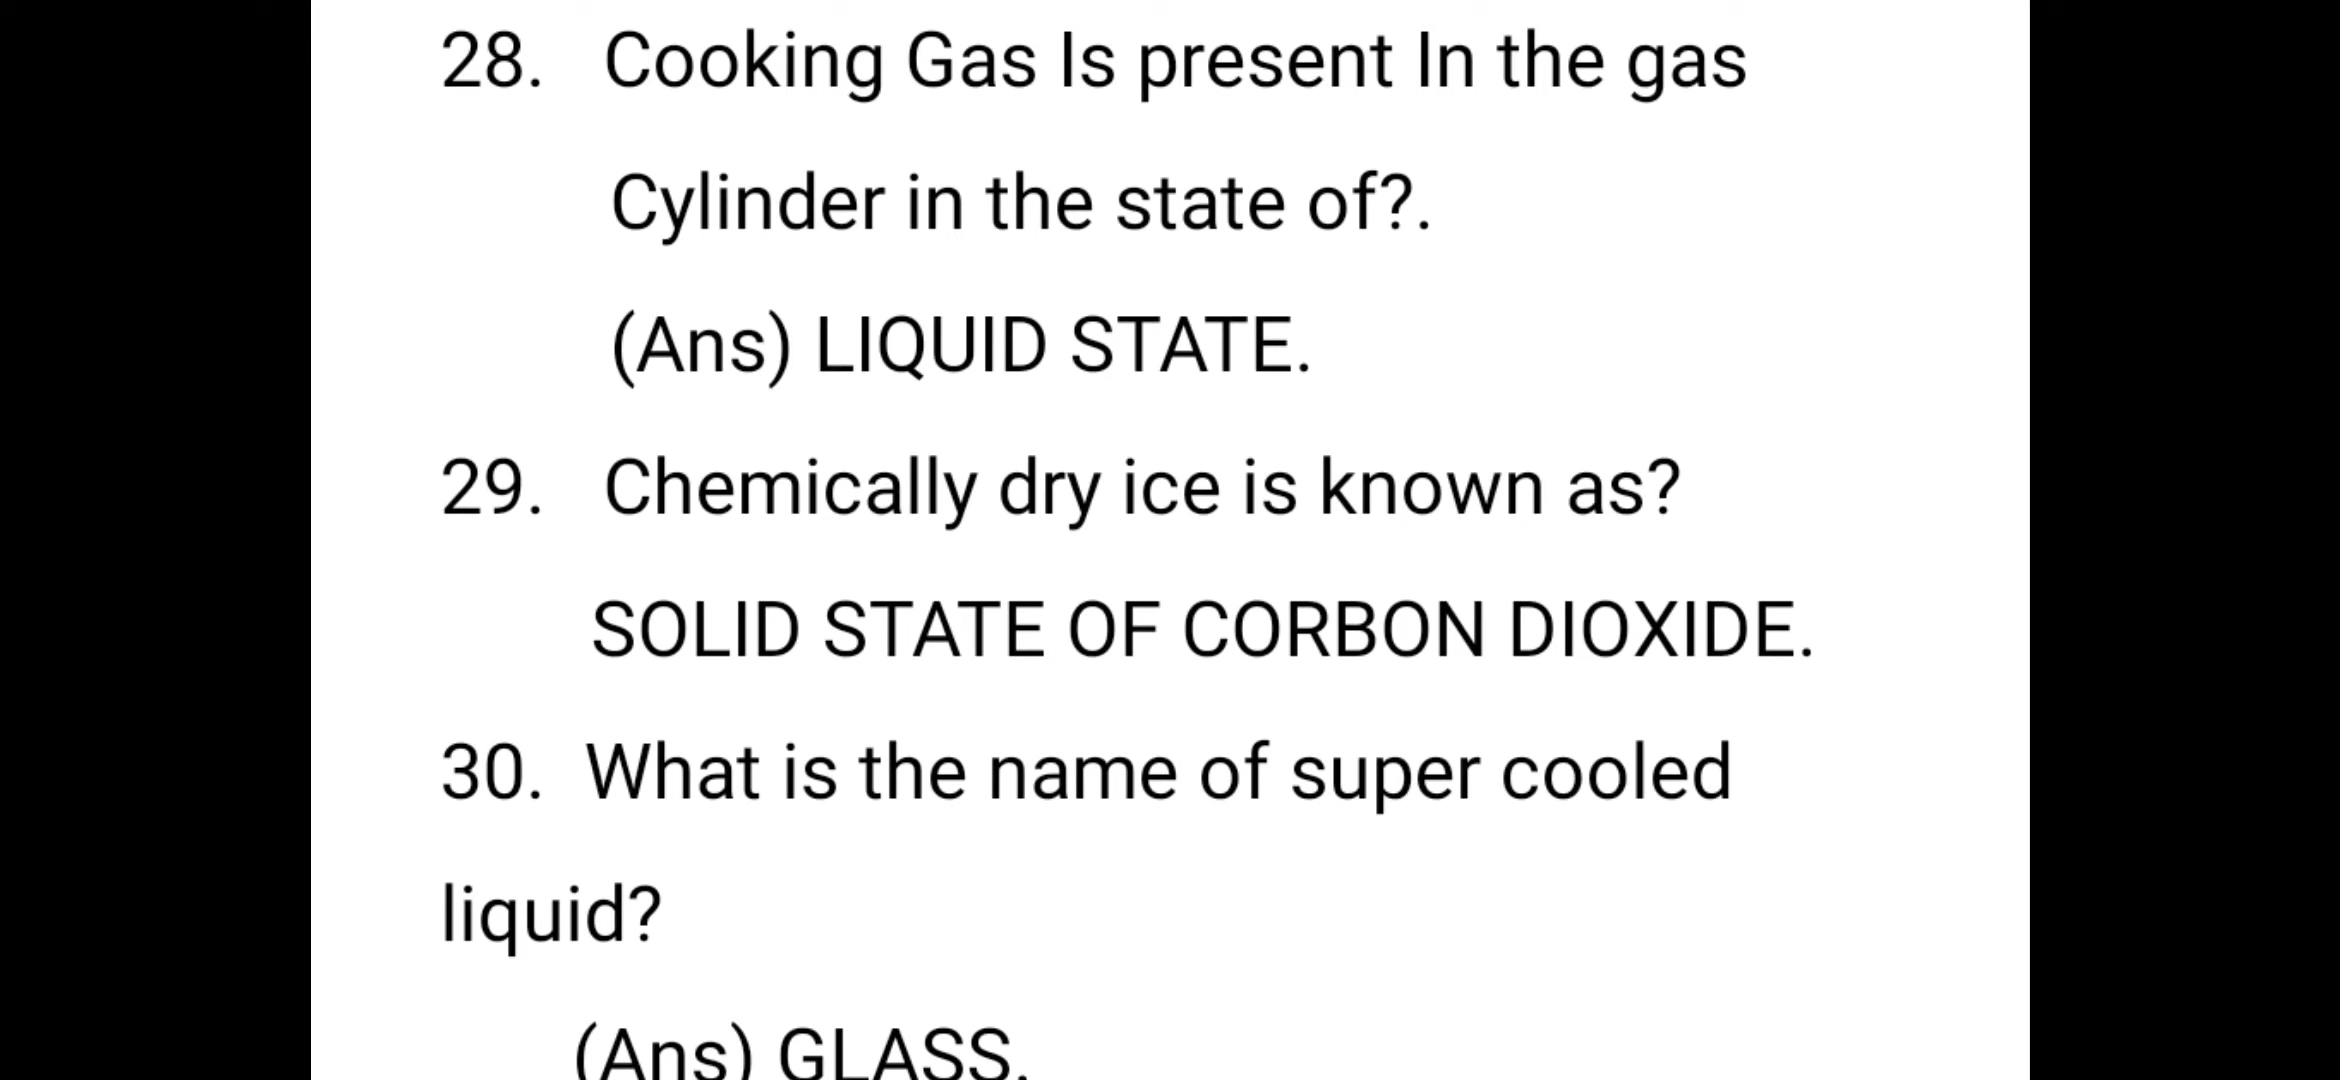 28. Cooking Gas Is present In the gas
Cylinder in the state of?.
(Ans) LIQUID STATE.
29. Chemically dry ice is known as?
SOLID STATE OF CORBON DIOXIDE.
30. What is the name of super cooled
liquid?
(Ans) GLASS.